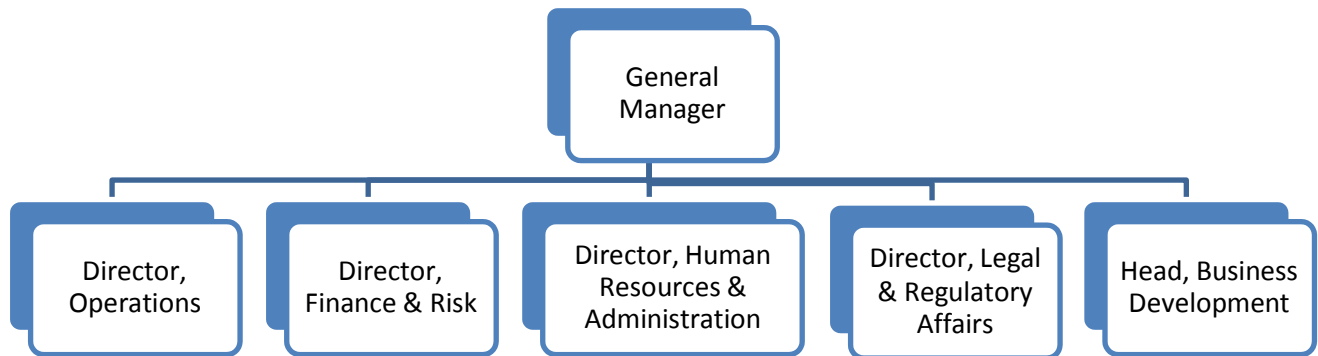 General
Manager
Director,
Operations
Director,
Finance & Risk
Director, Human
Resources &
Administration
Director, Legal
& Regulatory
Affairs
Head, Business
Development